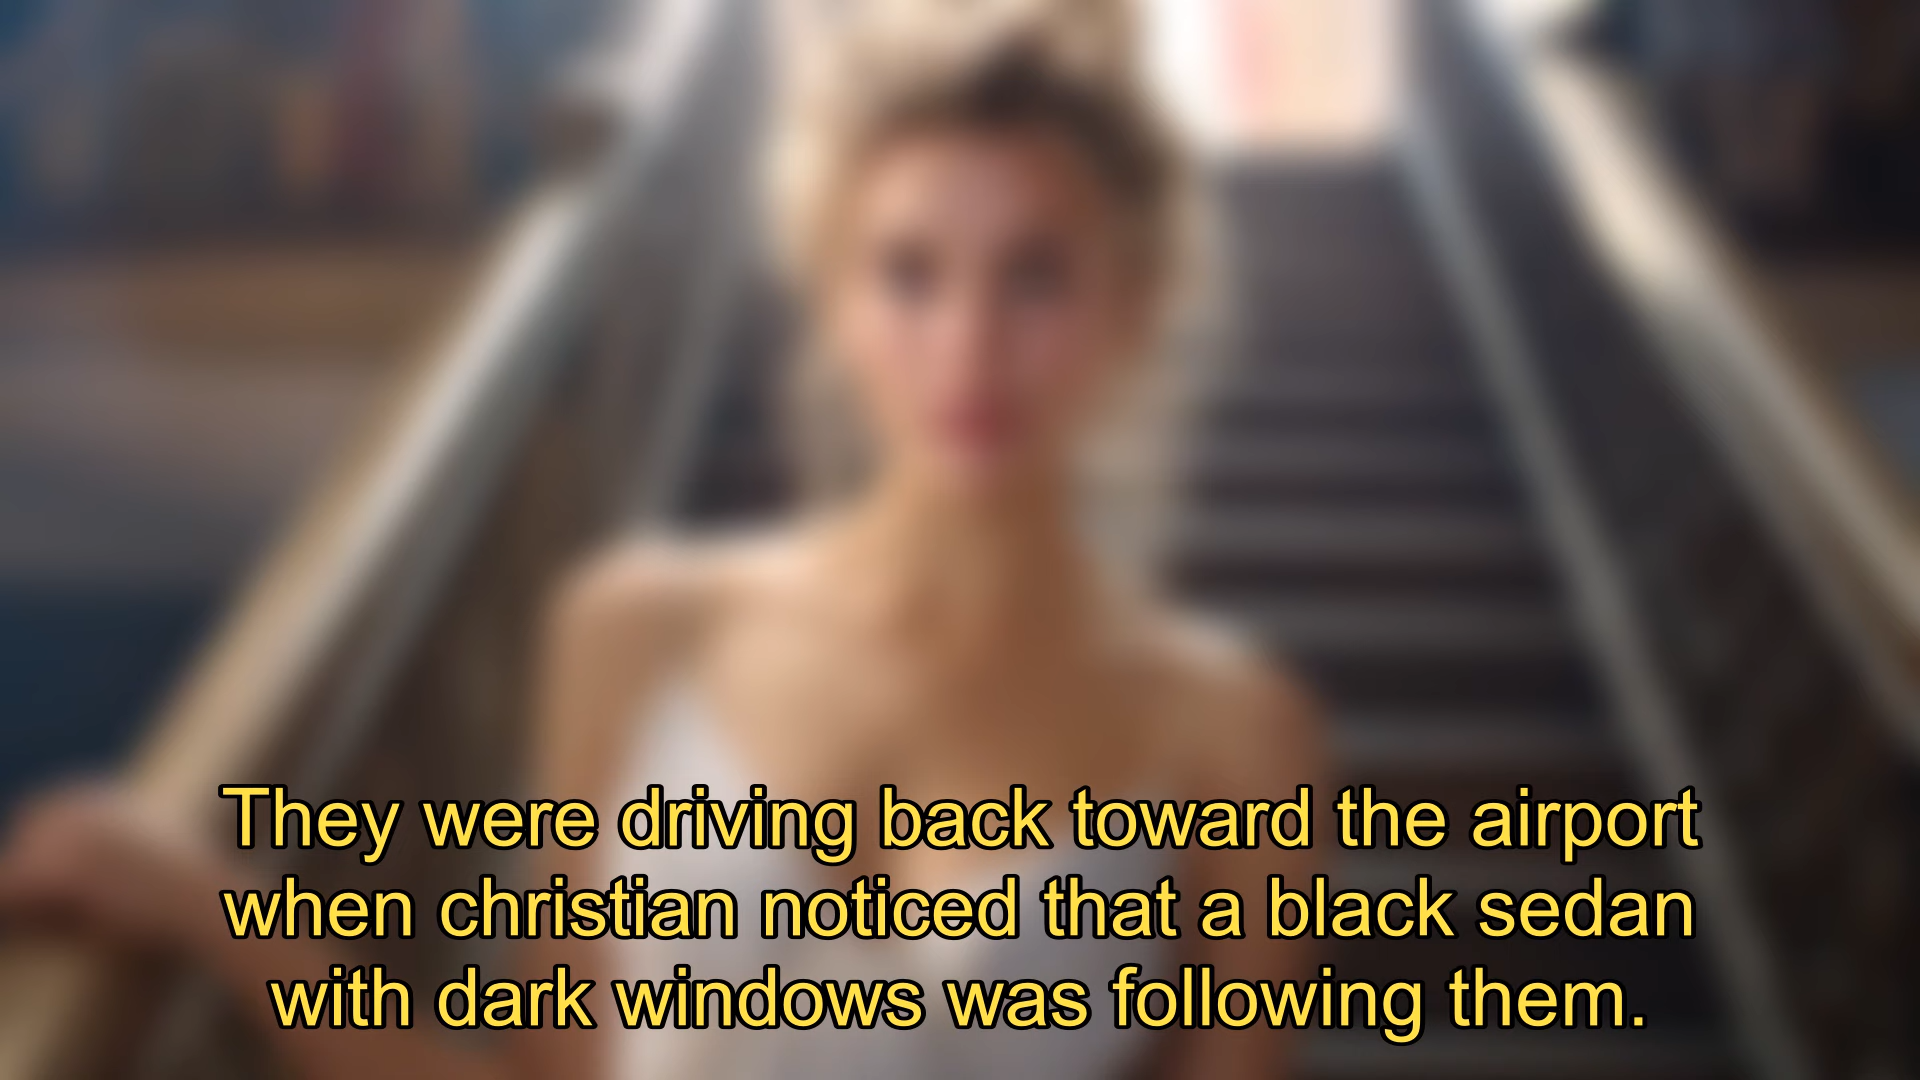 They were driving back toward the airport
when christian noticed that a black sedan
with dark windows was following them.